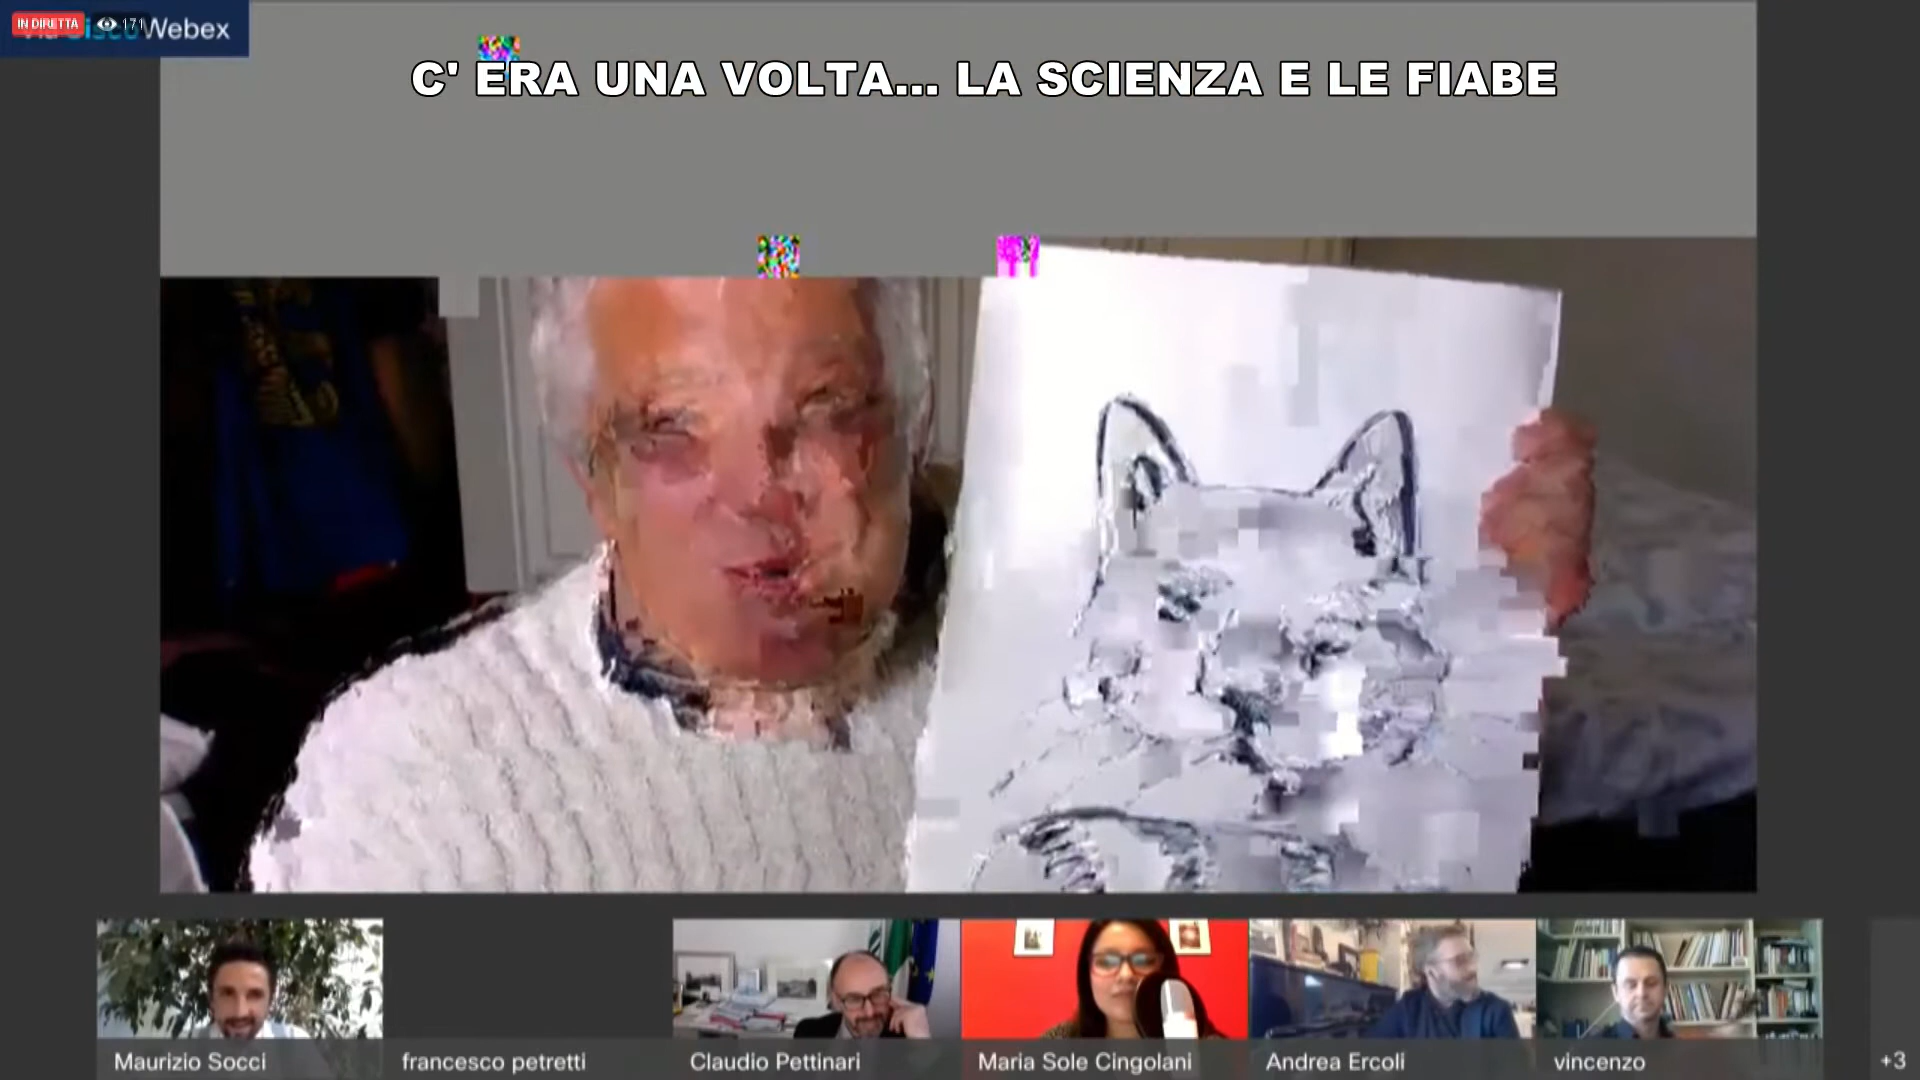 IN DIRETTA 171
Webex
C' ERA UNA VOLTA... LA SCIENZA E LE FIABE
Maurizio Socci
francesco petretti
Claudio Pettinari
Maria Sole Cingolani
Andrea Ercoli
vincenzo
+3